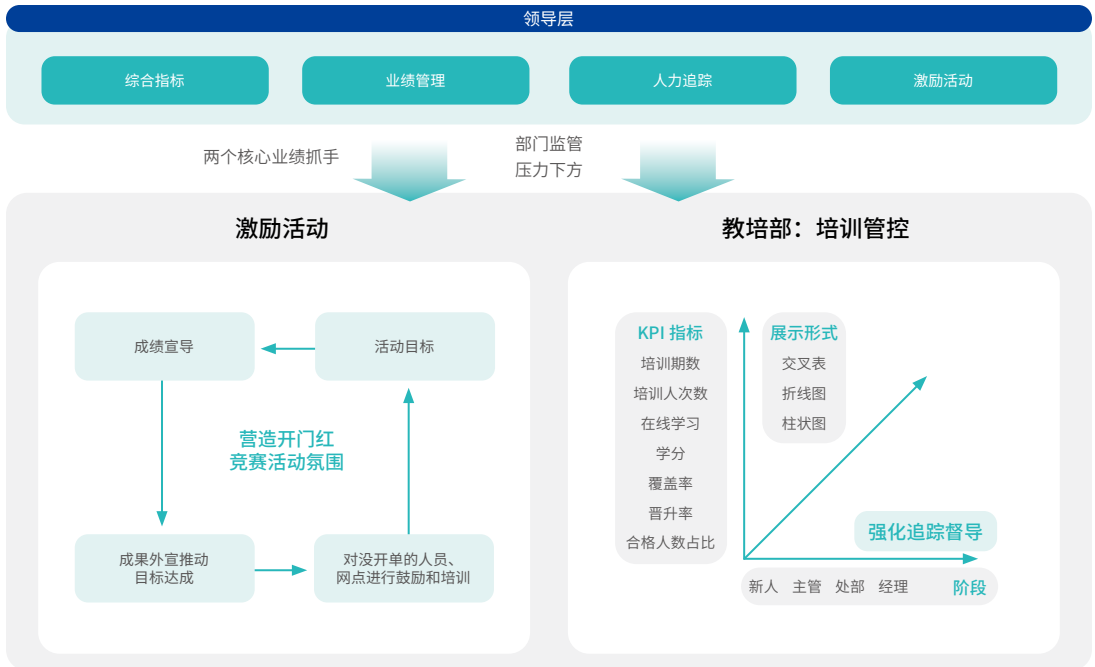 领导层
综合指标
业绩管理
人力追踪
激励活动
两个核心业绩抓手
部门监管
压力下方
激励活动
教培部：培训管控
成绩宣导
活动目标
营造开门红
竞赛活动氛围
成果外宣推动
目标达成
对没开单的人员、
网点进行鼓励和培训
KPI 指标
培训期数
培训人次数
在线学习
学分
覆盖率
晋升率
合格人数占比
展示形式
交叉表
折线图
柱状图
强化追踪督导
新人 主管 处部 经理 阶段